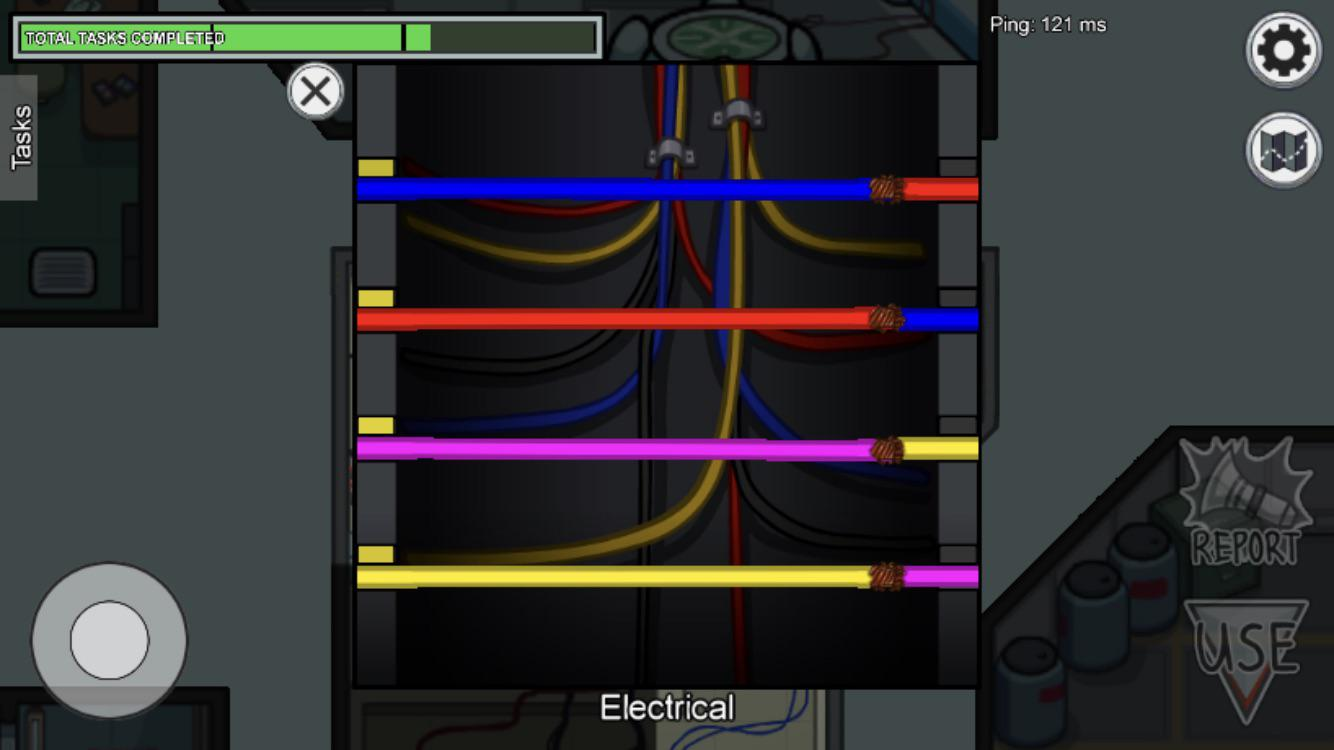 TOTAL TASKS COMPLETED
Ping: 121 ms
Tasks
REPORT
USE
Electrical